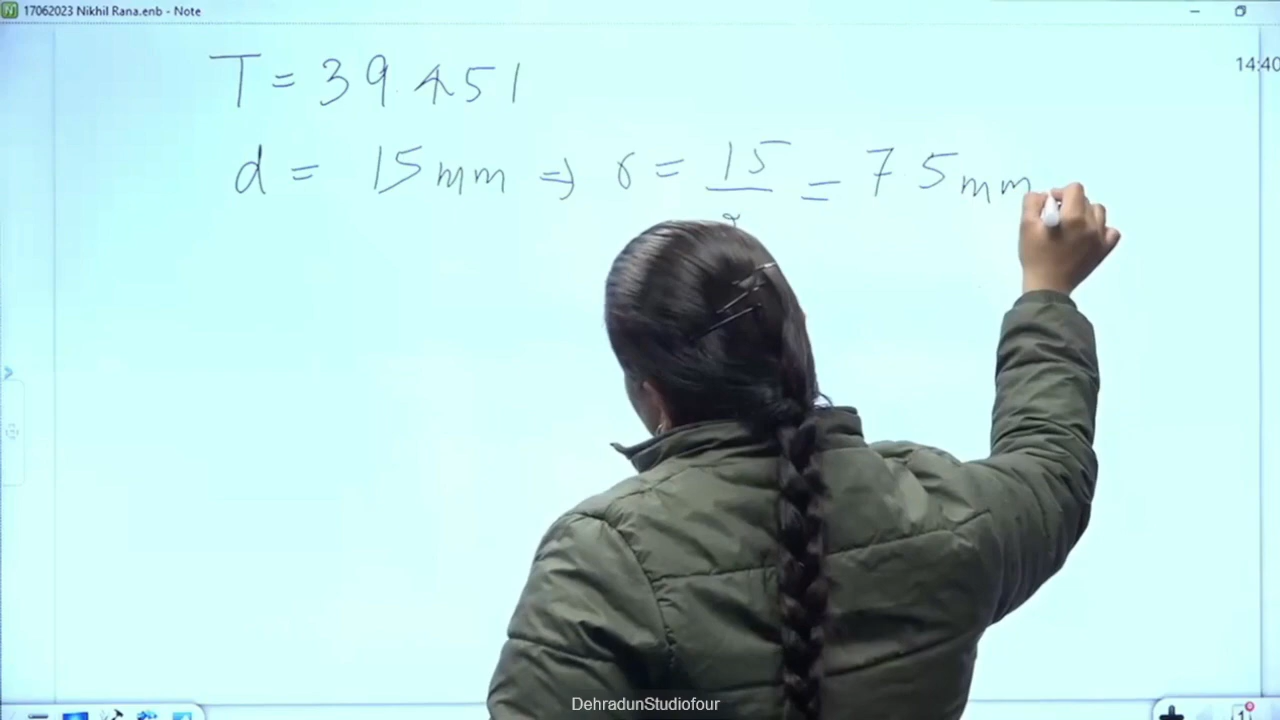 17062023 Nikhil Rana.enb - Note
14:40
T = 39.451
d = 15mm ⇒ r = 15/2 = 7.5mm
DehradunStudiofour